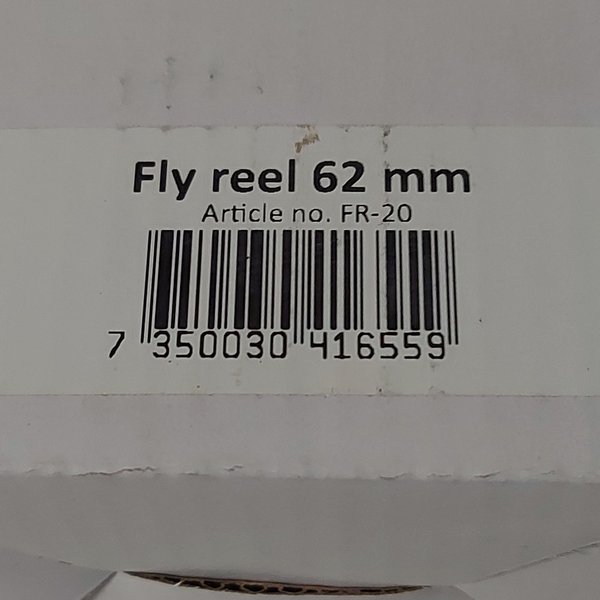 Fly reel 62 mm
Article no. FR-20
7 350030 416559